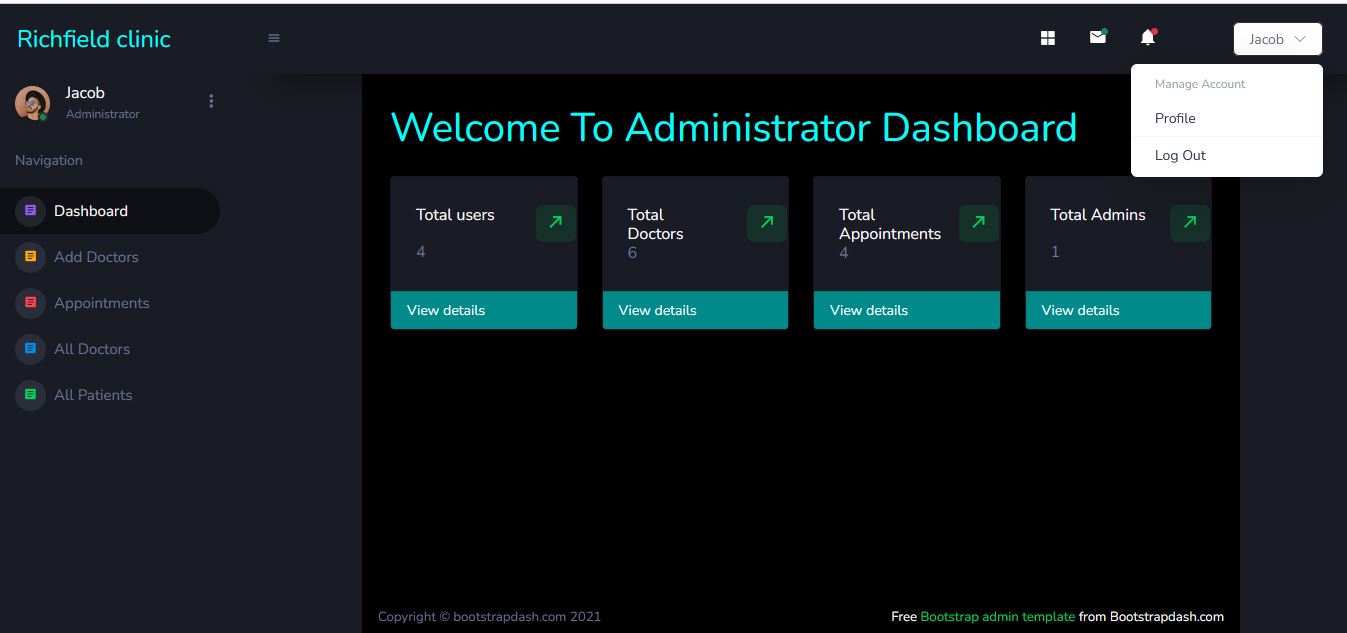 Richfield clinic
Jacob
Jacob
Administrator
Navigation
Dashboard
Add Doctors
Appointments
All Doctors
All Patients
Manage Account
Profile
Log Out
Welcome To Administrator Dashboard
Total users
4
View details
Total
Doctors
6
View details
Total
Appointments
4
View details
Total Admins
1
View details
Copyright © bootstrapdash.com 2021
Free Bootstrap admin template from Bootstrapdash.com